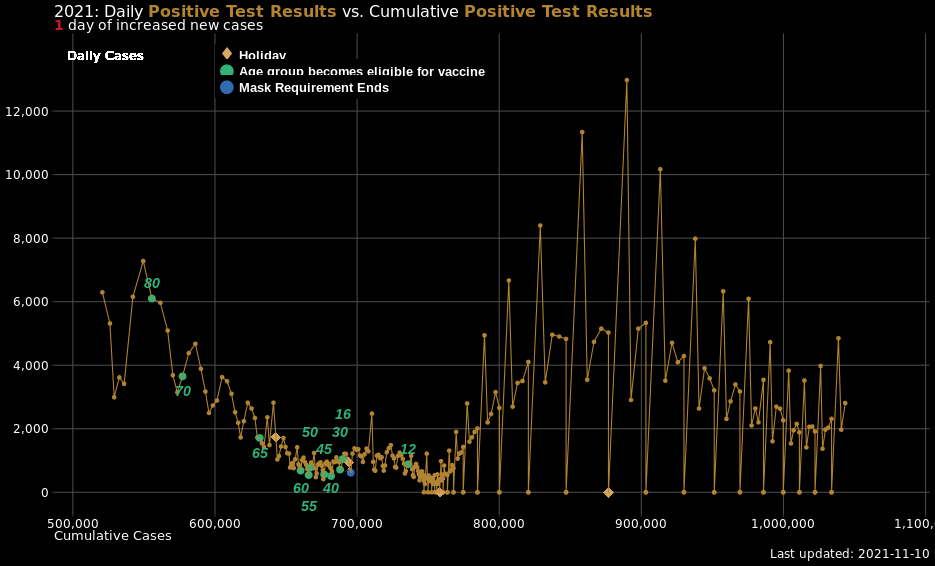 2021: Daily Positive Test Results vs. Cumulative Positive Test Results
1 day of increased new cases
Daily Cases
Holiday
Age group becomes eligible for vaccine
Mask Requirement Ends
12,000
10,000
8,000
6,000
4,000
2,000
0
80
70
65
60
55
50
45
40
30
16
12
500,000 600,000 700,000 800,000 900,000 1,000,000 1,100,
Cumulative Cases
Last updated: 2021-11-10